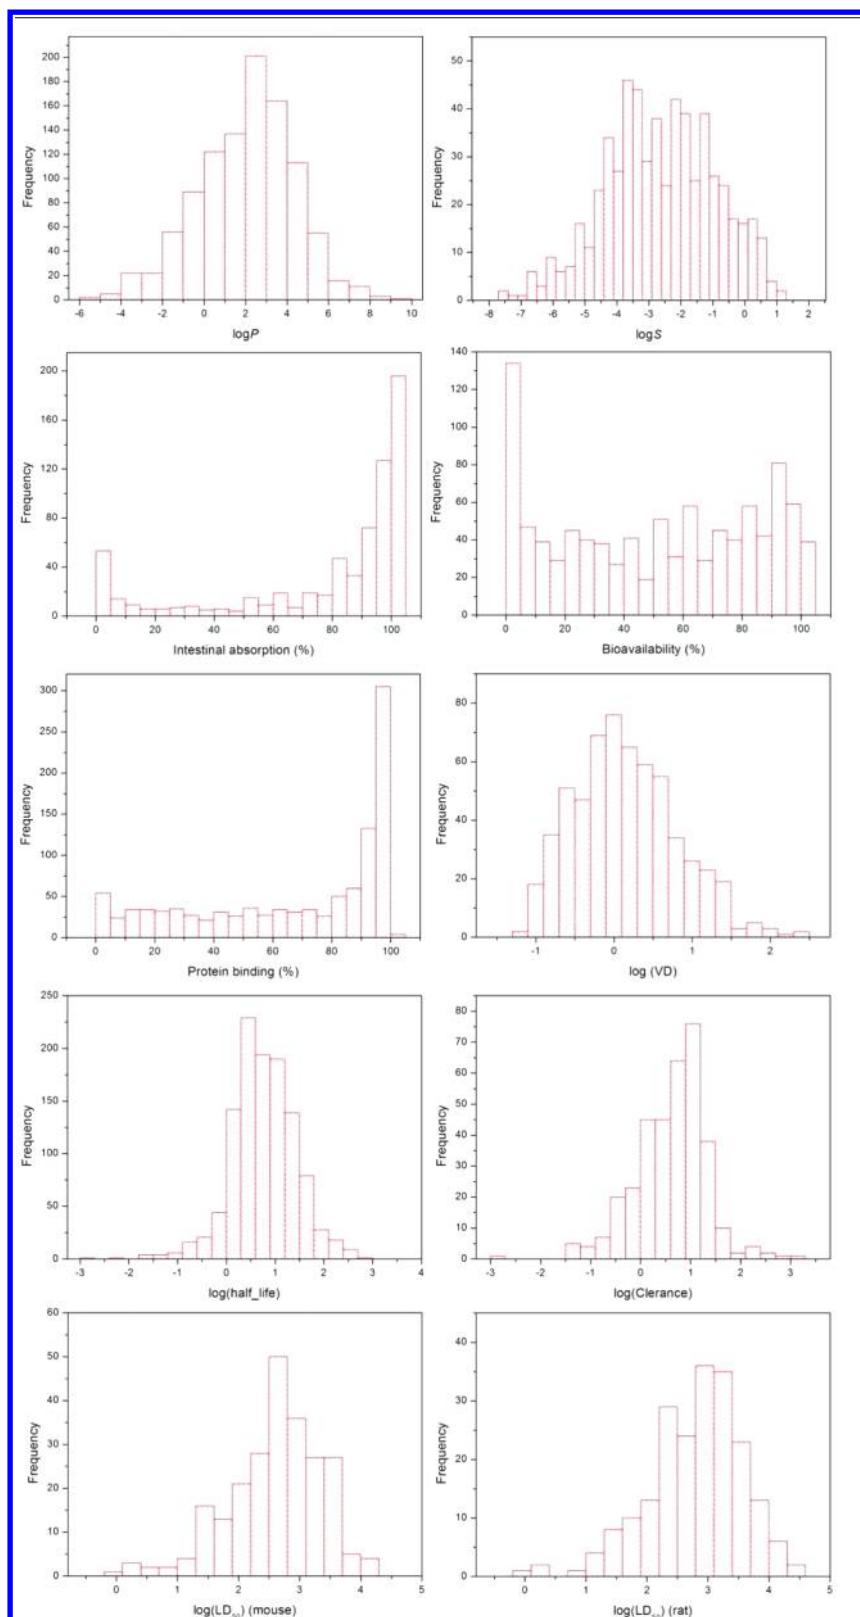 200
180
160
140
120
100
80
60
40
20
0
Frequency
-6 -4 -2 0 2 4 6 8 10
logP
50
40
30
20
10
0
Frequency
-8 -7 -6 -5 -4 -3 -2 -1 0 1 2
logS
200
160
120
80
40
0
Frequency
0 20 40 60 80 100
Intestinal absorption (%)
140
120
100
80
60
40
20
0
Frequency
0 20 40 60 80 100
Bioavailability (%)
300
250
200
150
100
50
0
Frequency
0 20 40 60 80 100
Protein binding (%)
80
60
40
20
0
Frequency
-1 0 1 2
log (VD)
250
200
150
100
50
0
Frequency
-3 -2 -1 0 1 2 3 4
log(half_life)
80
70
60
50
40
30
20
10
0
Frequency
-3 -2 -1 0 1 2 3
log(Clerance)
60
50
40
30
20
10
0
Frequency
0 1 2 3 4 5
log(LD₅₀) (mouse)
40
30
20
10
0
Frequency
0 1 2 3 4 5
log(LD₅₀) (rat)